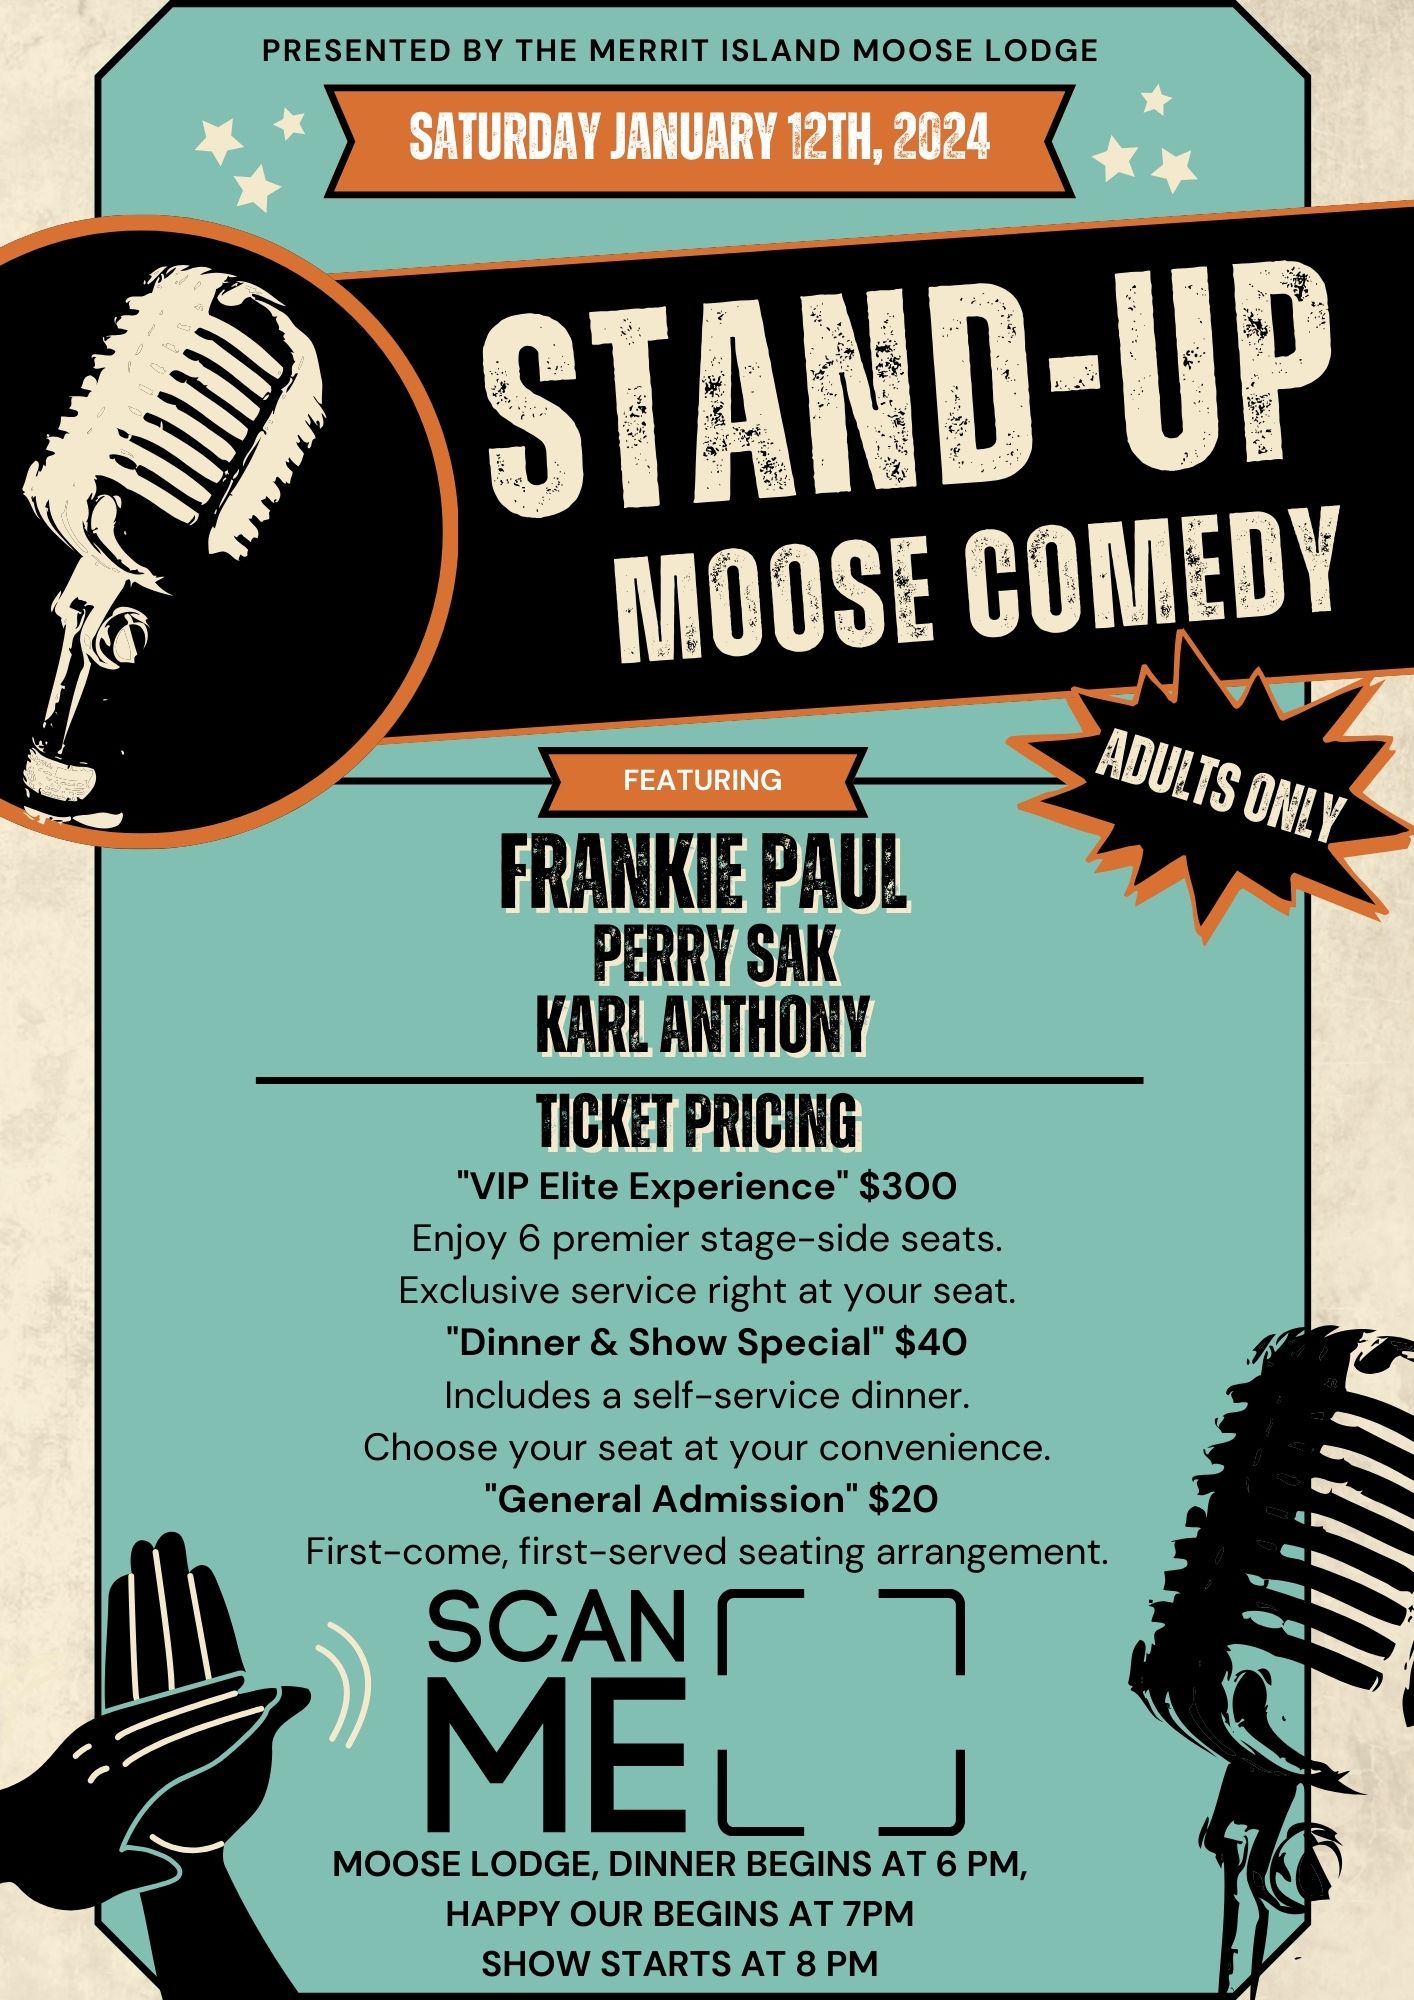 PRESENTED BY THE MERRIT ISLAND MOOSE LODGE
SATURDAY JANUARY 12TH, 2024
STAND-UP
MOOSE COMEDY
ADULTS ONLY
FEATURING
FRANKIE PAUL
PERRY SAK
KARL ANTHONY
TICKET PRICING
"VIP Elite Experience" $300
Enjoy 6 premier stage-side seats.
Exclusive service right at your seat.
"Dinner & Show Special" $40
Includes a self-service dinner.
Choose your seat at your convenience.
"General Admission" $20
First-come, first-served seating arrangement.
SCAN
ME
MOOSE LODGE, DINNER BEGINS AT 6 PM,
HAPPY OUR BEGINS AT 7PM
SHOW STARTS AT 8 PM